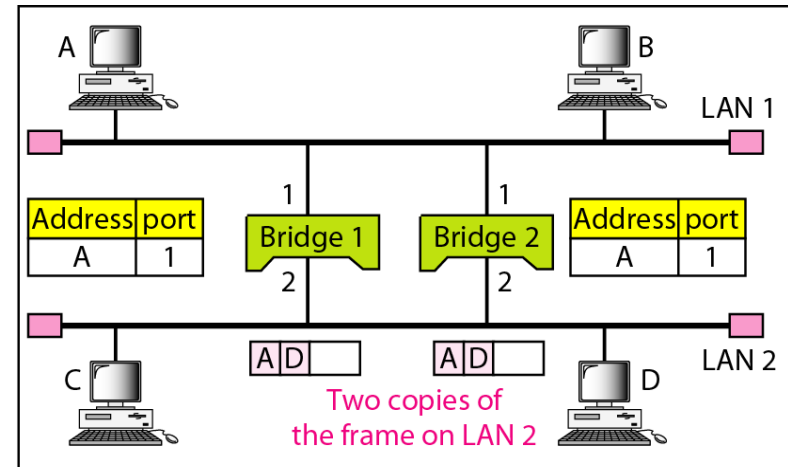 A
B
LAN 1
1
1
Address port
A 1
Bridge 1
Bridge 2
Address port
A 1
2
2
A D
A D
C
D
LAN 2
Two copies of
the frame on LAN 2